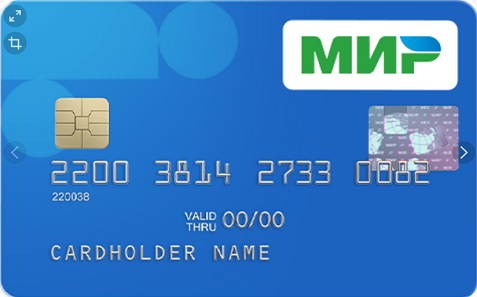 МИР
2200 3814 2733 0082
220038
VALID THRU 00/00
CARDHOLDER NAME